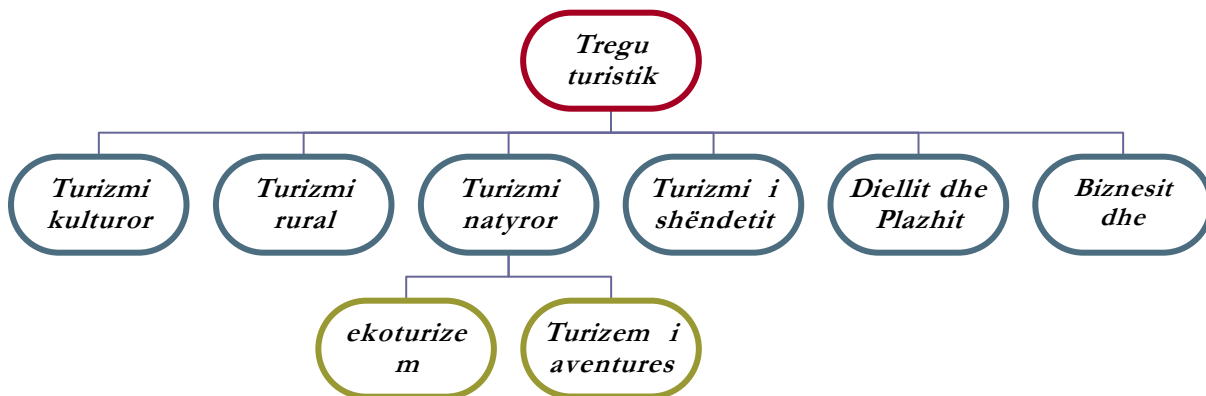 Tregu
turistik
Turizmi
kulturor
Turizmi
rural
Turizmi
natyror
Turizmi i
shëndetit
Diellit dhe
Plazhit
Biznesit
dhe
ekoturize
m
Turizem i
aventures